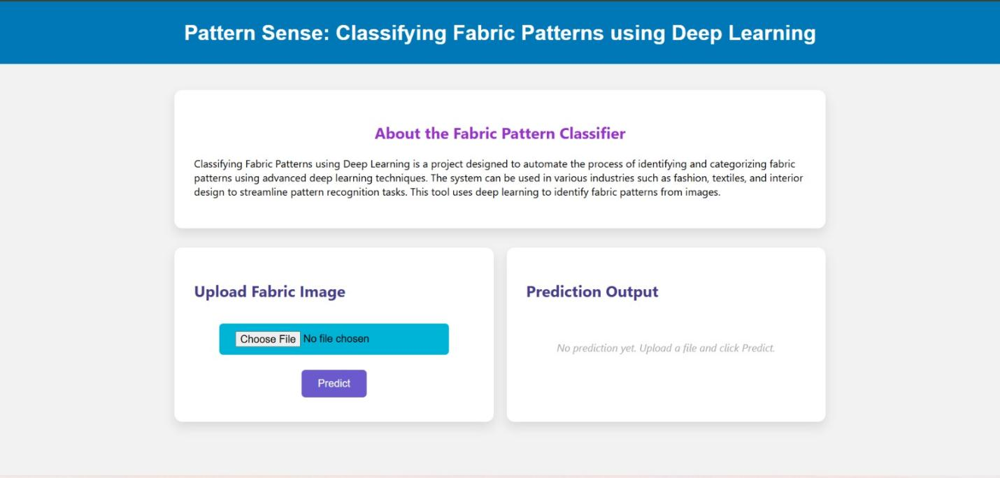 Pattern Sense: Classifying Fabric Patterns using Deep Learning
About the Fabric Pattern Classifier
Classifying Fabric Patterns using Deep Learning is a project designed to automate the process of identifying and categorizing fabric
patterns using advanced deep learning techniques. The system can be used in various industries such as fashion, textiles, and interior
design to streamline pattern recognition tasks. This tool uses deep learning to identify fabric patterns from images.
Upload Fabric Image
Choose File No file chosen
Predict
Prediction Output
No prediction yet. Upload a file and click Predict.